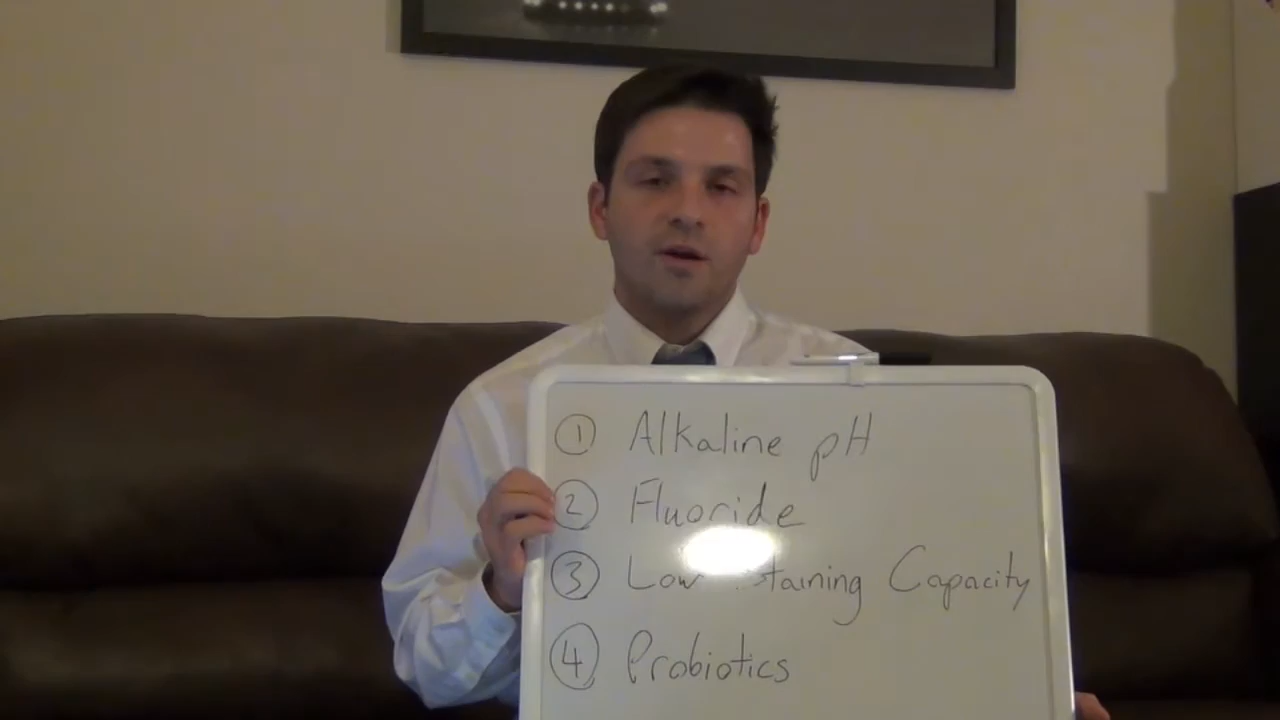 ① Alkaline pH
② Fluoride
③ Low Staining Capacity
④ Probiotics